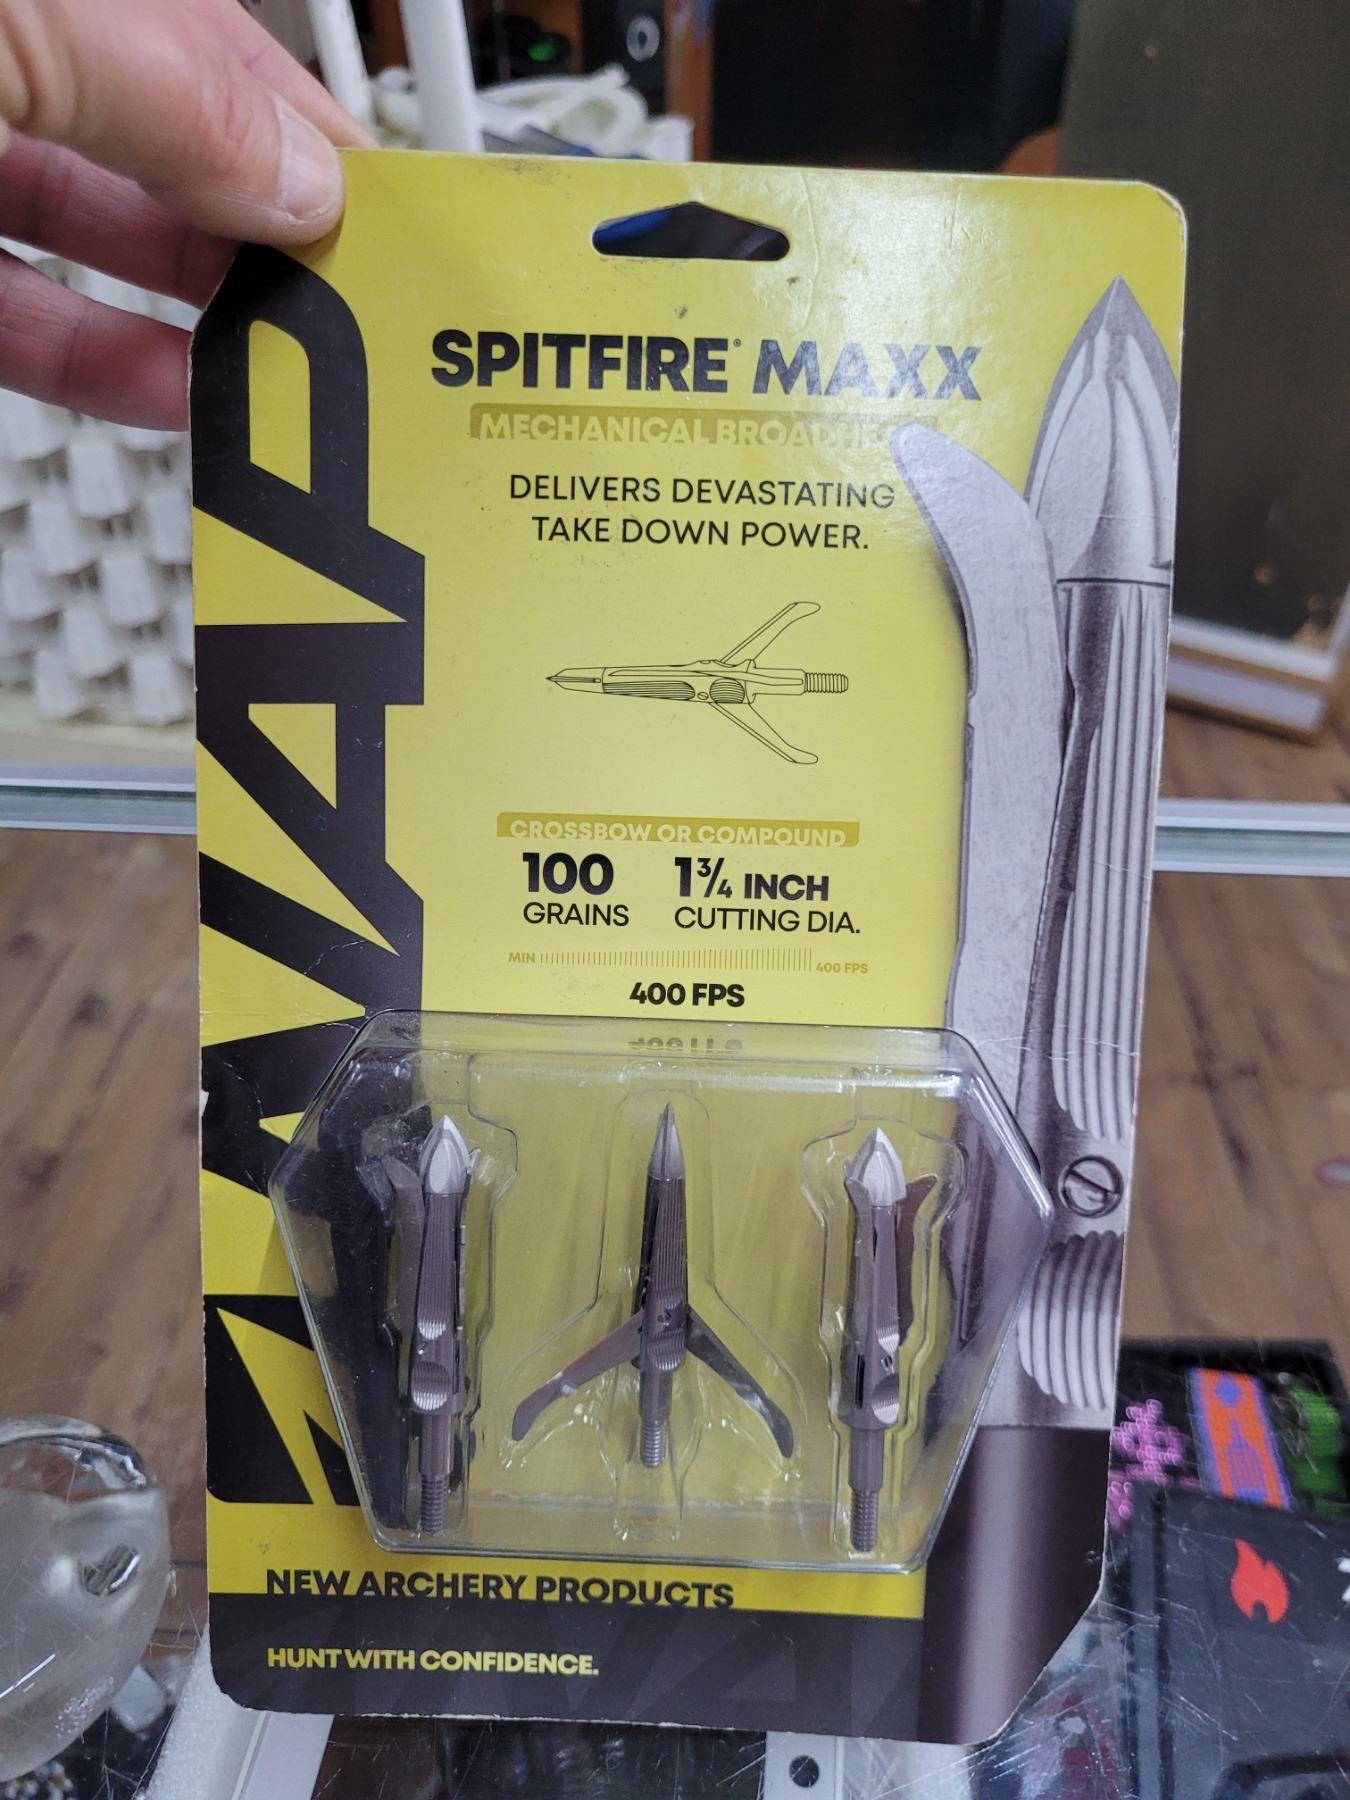 NAP
SPITFIRE® MAXX
MECHANICAL BROADHEAD
DELIVERS DEVASTATING
TAKE DOWN POWER.
CROSSBOW OR COMPOUND
100 1¾ INCH
GRAINS CUTTING DIA.
MIN 400 FPS
400 FPS
NEW ARCHERY PRODUCTS
HUNT WITH CONFIDENCE.